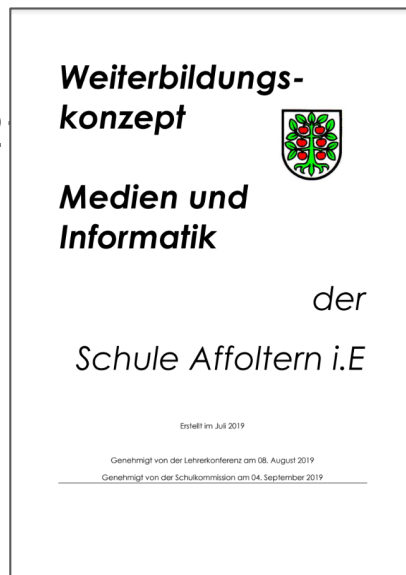 Weiterbildungs-
konzept
Medien und
Informatik
der
Schule Affoltern i.E
Erstellt im Juli 2019
Genehmigt von der Lehrerkonferenz am 08. August 2019
Genehmigt von der Schulkommission am 04. September 2019